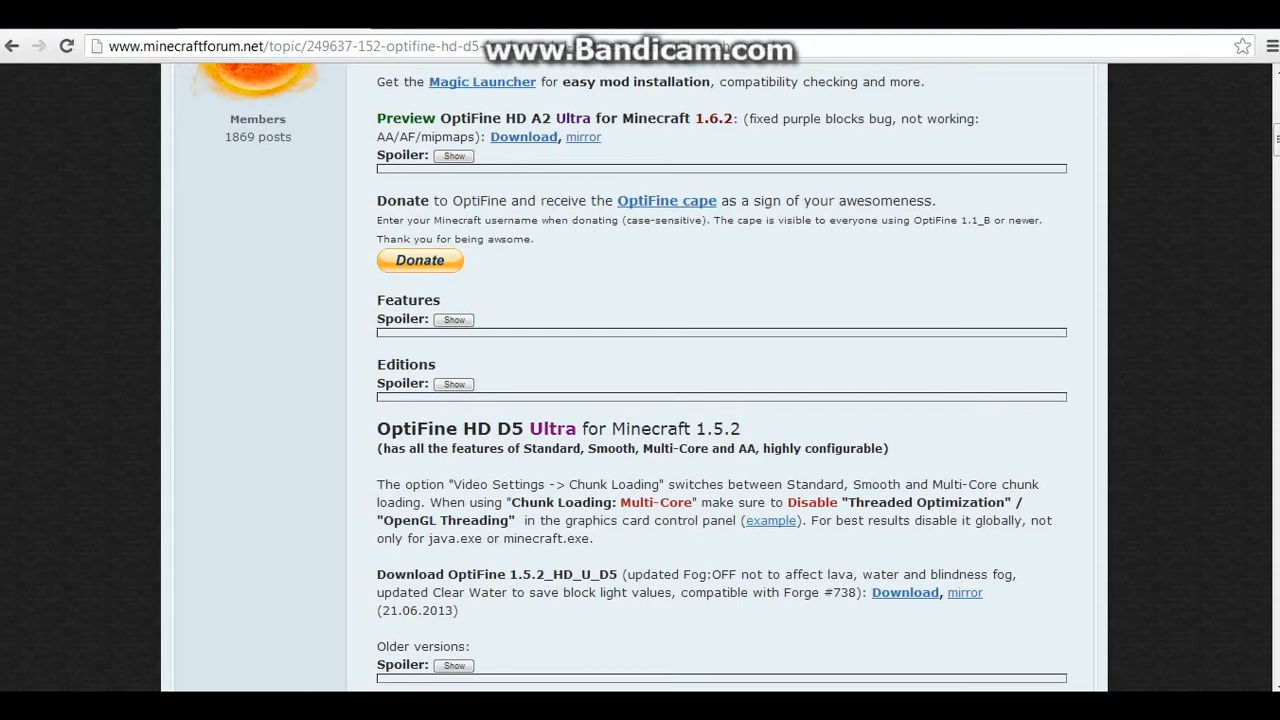 www.minecraftforum.net/topic/249637-152-optifine-hd-d5-
www.Bandicam.com
Get the Magic Launcher for easy mod installation, compatibility checking and more.
Members
1869 posts
Preview OptiFine HD A2 Ultra for Minecraft 1.6.2: (fixed purple blocks bug, not working:
AA/AF/mipmaps): Download, mirror
Spoiler: Show
Donate to OptiFine and receive the OptiFine cape as a sign of your awesomeness.
Enter your Minecraft username when donating (case-sensitive). The cape is visible to everyone using OptiFine 1.1_B or newer.
Thank you for being awsome.
Donate
Features
Spoiler: Show
Editions
Spoiler: Show
OptiFine HD D5 Ultra for Minecraft 1.5.2
(has all the features of Standard, Smooth, Multi-Core and AA, highly configurable)
The option "Video Settings -> Chunk Loading" switches between Standard, Smooth and Multi-Core chunk
loading. When using "Chunk Loading: Multi-Core" make sure to Disable "Threaded Optimization" /
"OpenGL Threading" in the graphics card control panel (example). For best results disable it globally, not
only for java.exe or minecraft.exe.
Download OptiFine 1.5.2_HD_U_D5 (updated Fog:OFF not to affect lava, water and blindness fog,
updated Clear Water to save block light values, compatible with Forge #738): Download, mirror
(21.06.2013)
Older versions:
Spoiler: Show